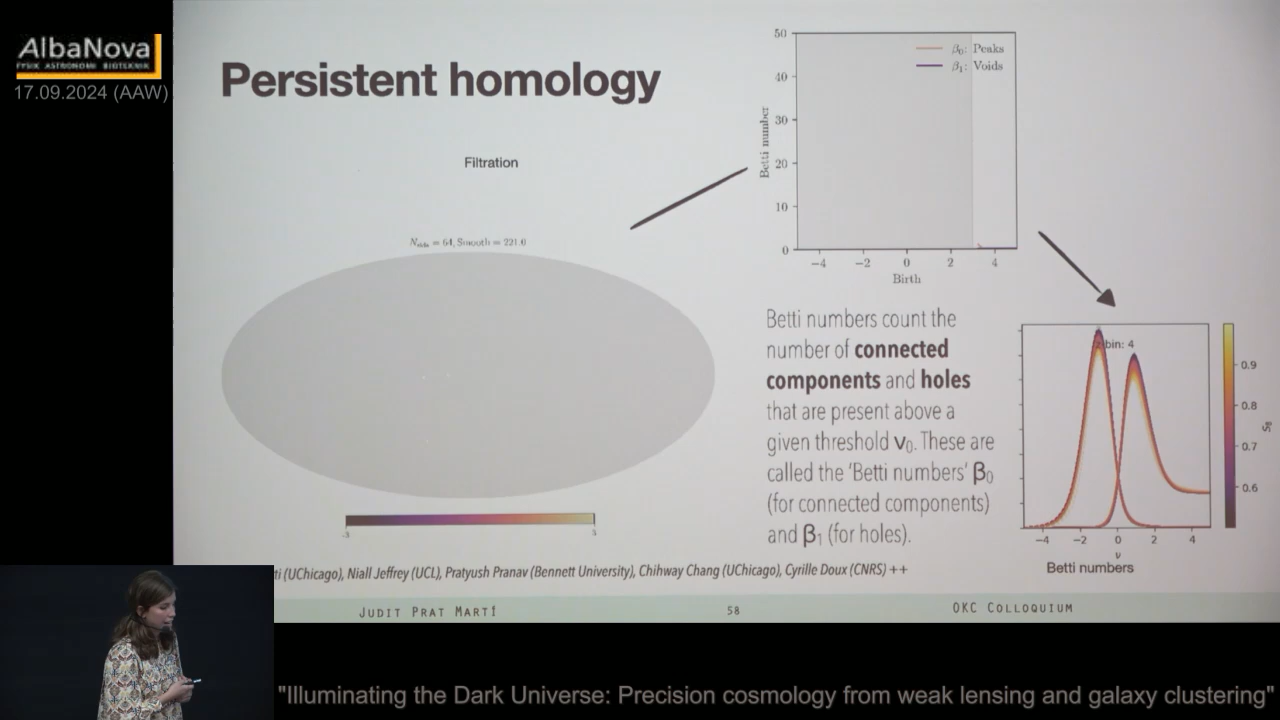 AlbaNova
FYSIK ASTRONOMI BIOTEKNIK
17.09.2024 (AAW)
Persistent homology
Filtration
Nside = 64, Smooth = 221.0
-3
3
50
40
30
20
10
0
Betti number
β0: Peaks
β1: Voids
−4 −2 0 2 4
Birth
Betti numbers count the
number of connected
components and holes
that are present above a
given threshold ν0. These are
called the 'Betti numbers' β0
(for connected components)
and β1 (for holes).
bin: 4
0.9
0.8
0.7
0.6
S8
−4 −2 0 2 4
ν
Betti numbers
ti (UChicago), Niall Jeffrey (UCL), Pratyush Pranav (Bennett University), Chihway Chang (UChicago), Cyrille Doux (CNRS) ++
JUDIT PRAT MARTÍ 58 OKC COLLOQUIUM
"Illuminating the Dark Universe: Precision cosmology from weak lensing and galaxy clustering"